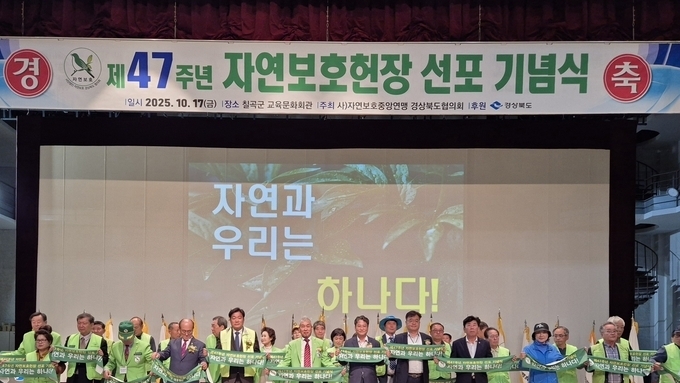 경 축
자연보호
제47주년 자연보호헌장 선포 기념식
일시 2025. 10. 17(금) 장소 칠곡군 교육문화회관 주최 사)자연보호중앙연맹 경상북도협의회 후원 경상북도
자연과
우리는
하나다!
자연과 우리는 하나다!